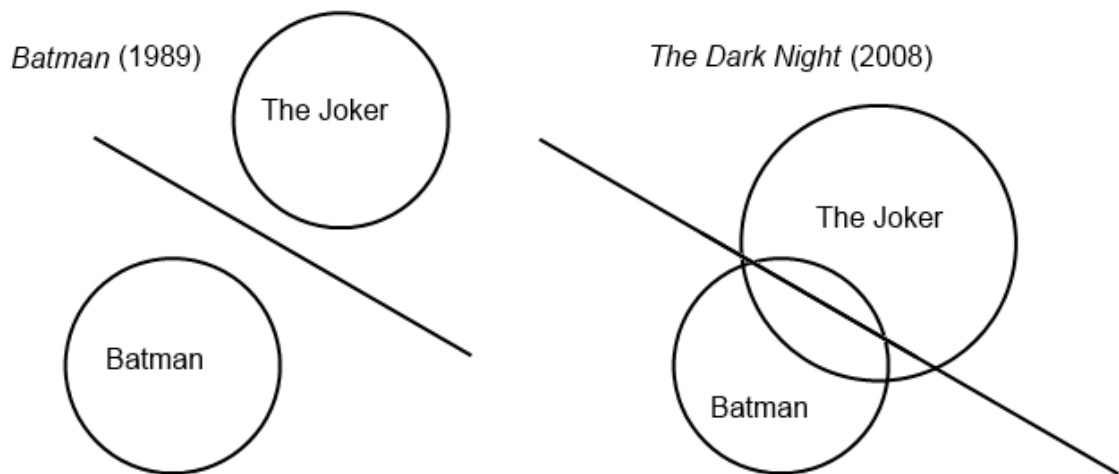 Batman (1989)
The Joker
Batman
The Dark Night (2008)
The Joker
Batman